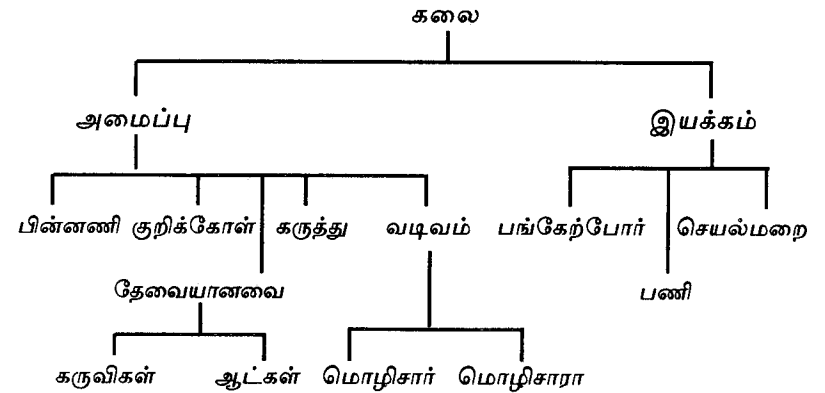 கலை
அமைப்பு இயக்கம்
பின்னணி குறிக்கோள் கருத்து வடிவம் பங்கேற்போர் செயல்மறை
தேவையானவை பணி
கருவிகள் ஆட்கள் மொழிசார் மொழிசாரா